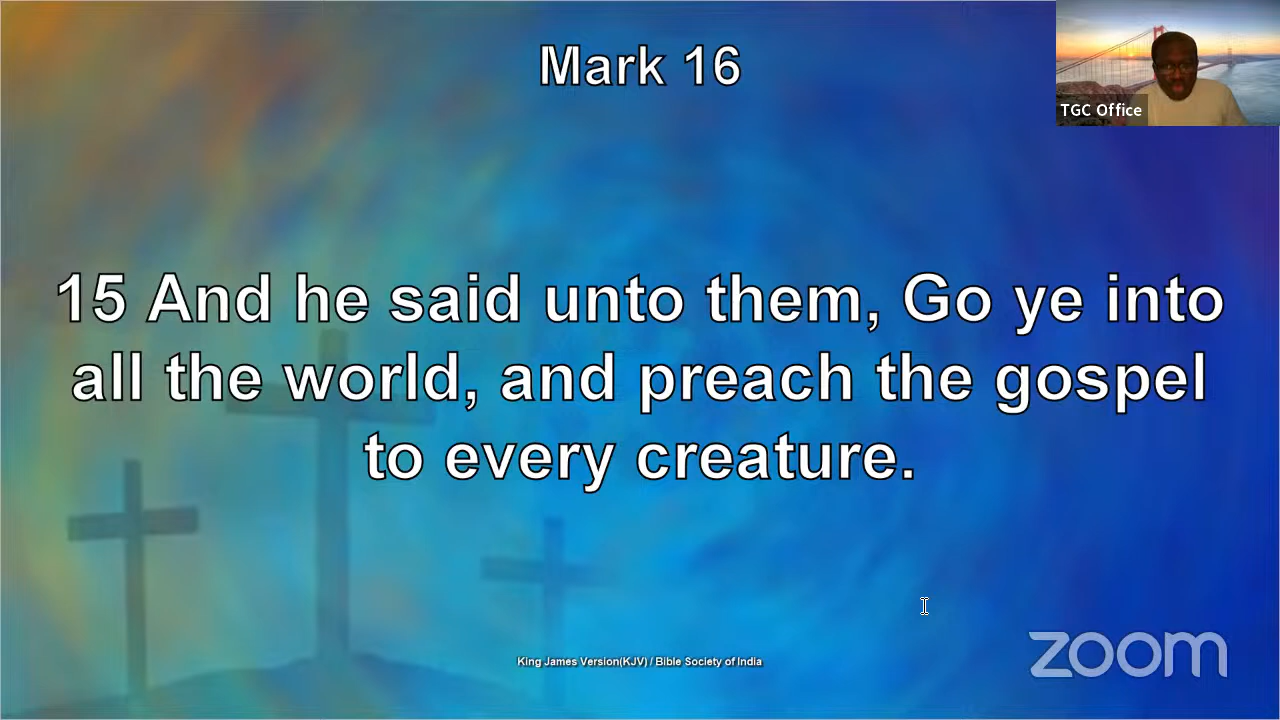 Mark 16
TGC Office
15 And he said unto them, Go ye into
all the world, and preach the gospel
to every creature.
King James Version(KJV) / Bible Society of India
zoom